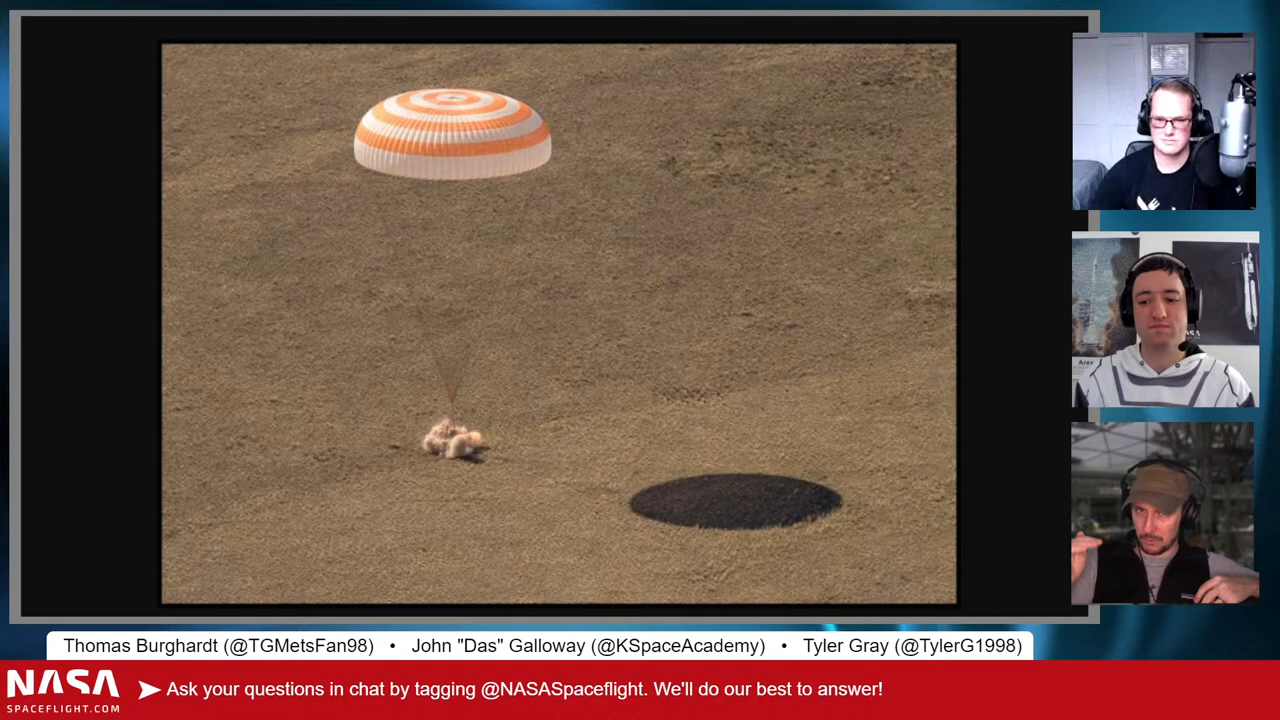 Thomas Burghardt (@TGMetsFan98) • John "Das" Galloway (@KSpaceAcademy) • Tyler Gray (@TylerG1998)
NASA
SPACEFLIGHT.COM
Ask your questions in chat by tagging @NASASpaceflight. We'll do our best to answer!